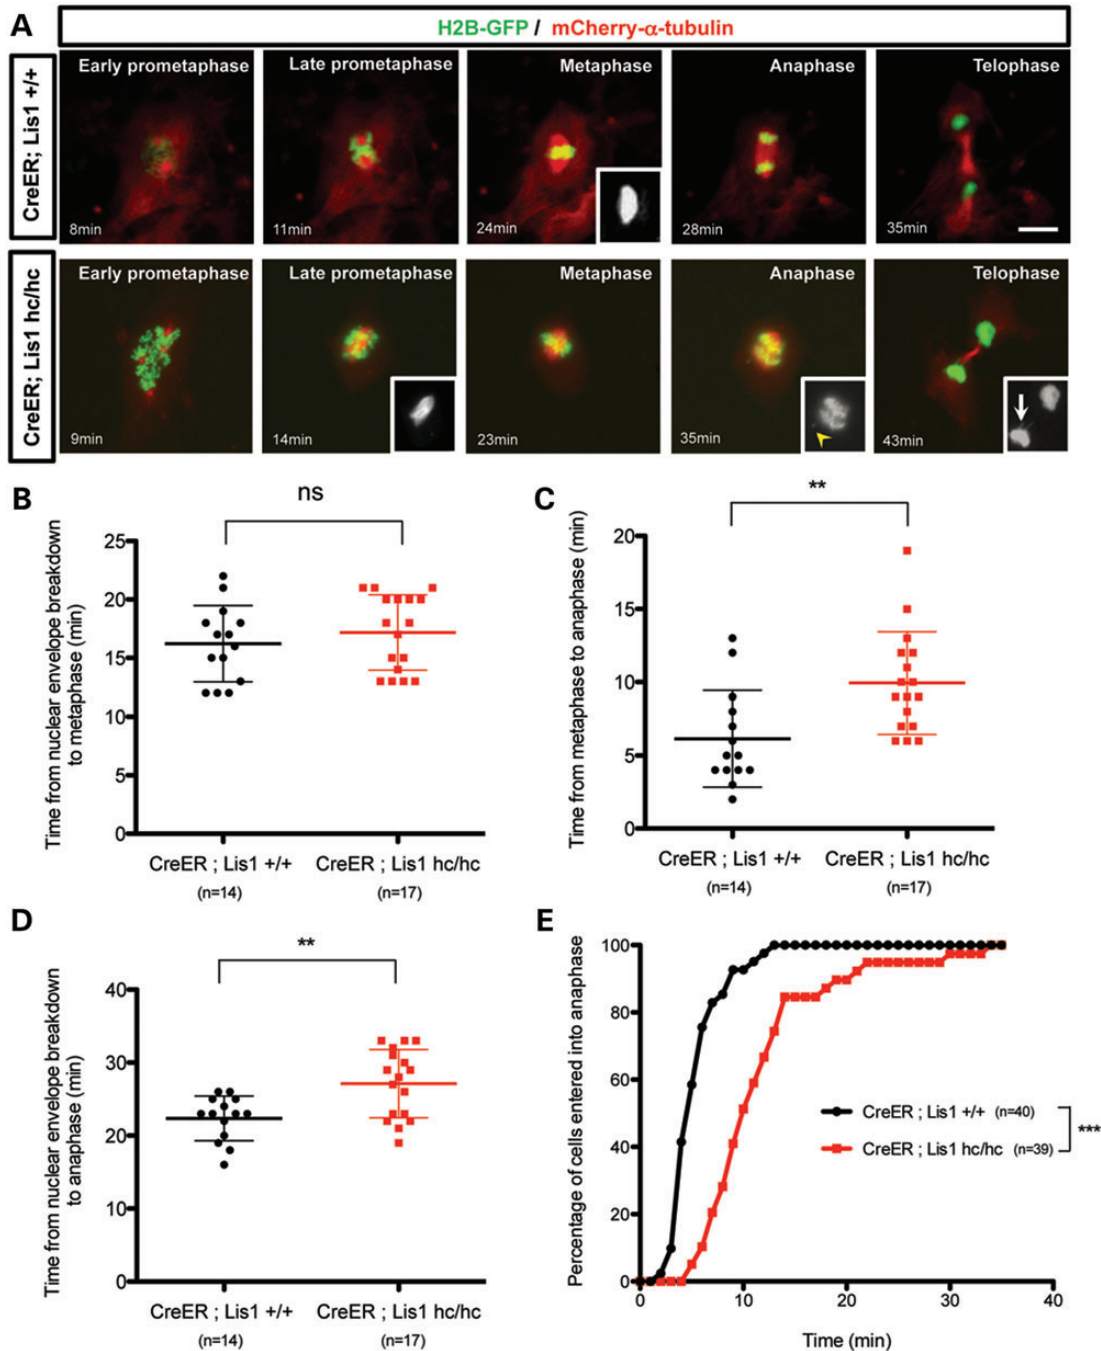 A
H2B-GFP / mCherry-α-tubulin
CreER; Lis1 +/+
Early prometaphase
Late prometaphase
Metaphase
Anaphase
Telophase
8min
11min
24min
28min
35min
CreER; Lis1 hc/hc
Early prometaphase
Late prometaphase
Metaphase
Anaphase
Telophase
9min
14min
23min
35min
43min
B
ns
Time from nuclear envelope breakdown
to metaphase (min)
25
20
15
10
5
0
CreER ; Lis1 +/+
(n=14)
CreER ; Lis1 hc/hc
(n=17)
C
**
Time from metaphase to anaphase (min)
20
15
10
5
0
CreER ; Lis1 +/+
(n=14)
CreER ; Lis1 hc/hc
(n=17)
D
**
Time from nuclear envelope breakdown
to anaphase (min)
40
30
20
10
0
CreER ; Lis1 +/+
(n=14)
CreER ; Lis1 hc/hc
(n=17)
E
Percentage of cells entered into anaphase
100
80
60
40
20
0
CreER ; Lis1 +/+ (n=40)
CreER ; Lis1 hc/hc (n=39)
***
0
10
20
30
40
Time (min)